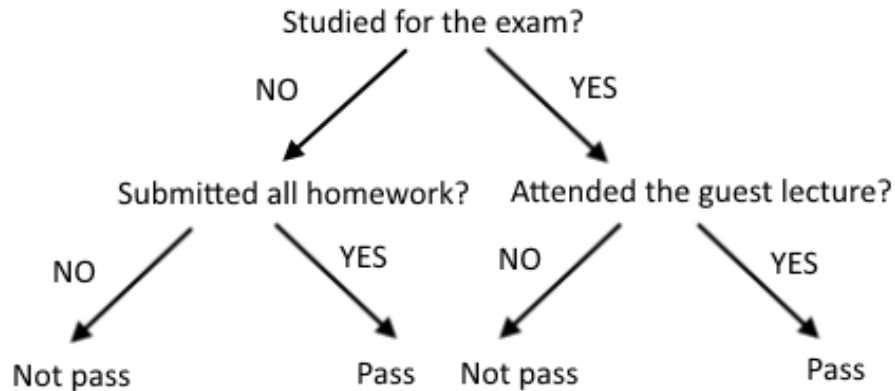 Studied for the exam?
NO
YES
Submitted all homework?
Attended the guest lecture?
NO
YES
NO
YES
Not pass
Pass
Not pass
Pass